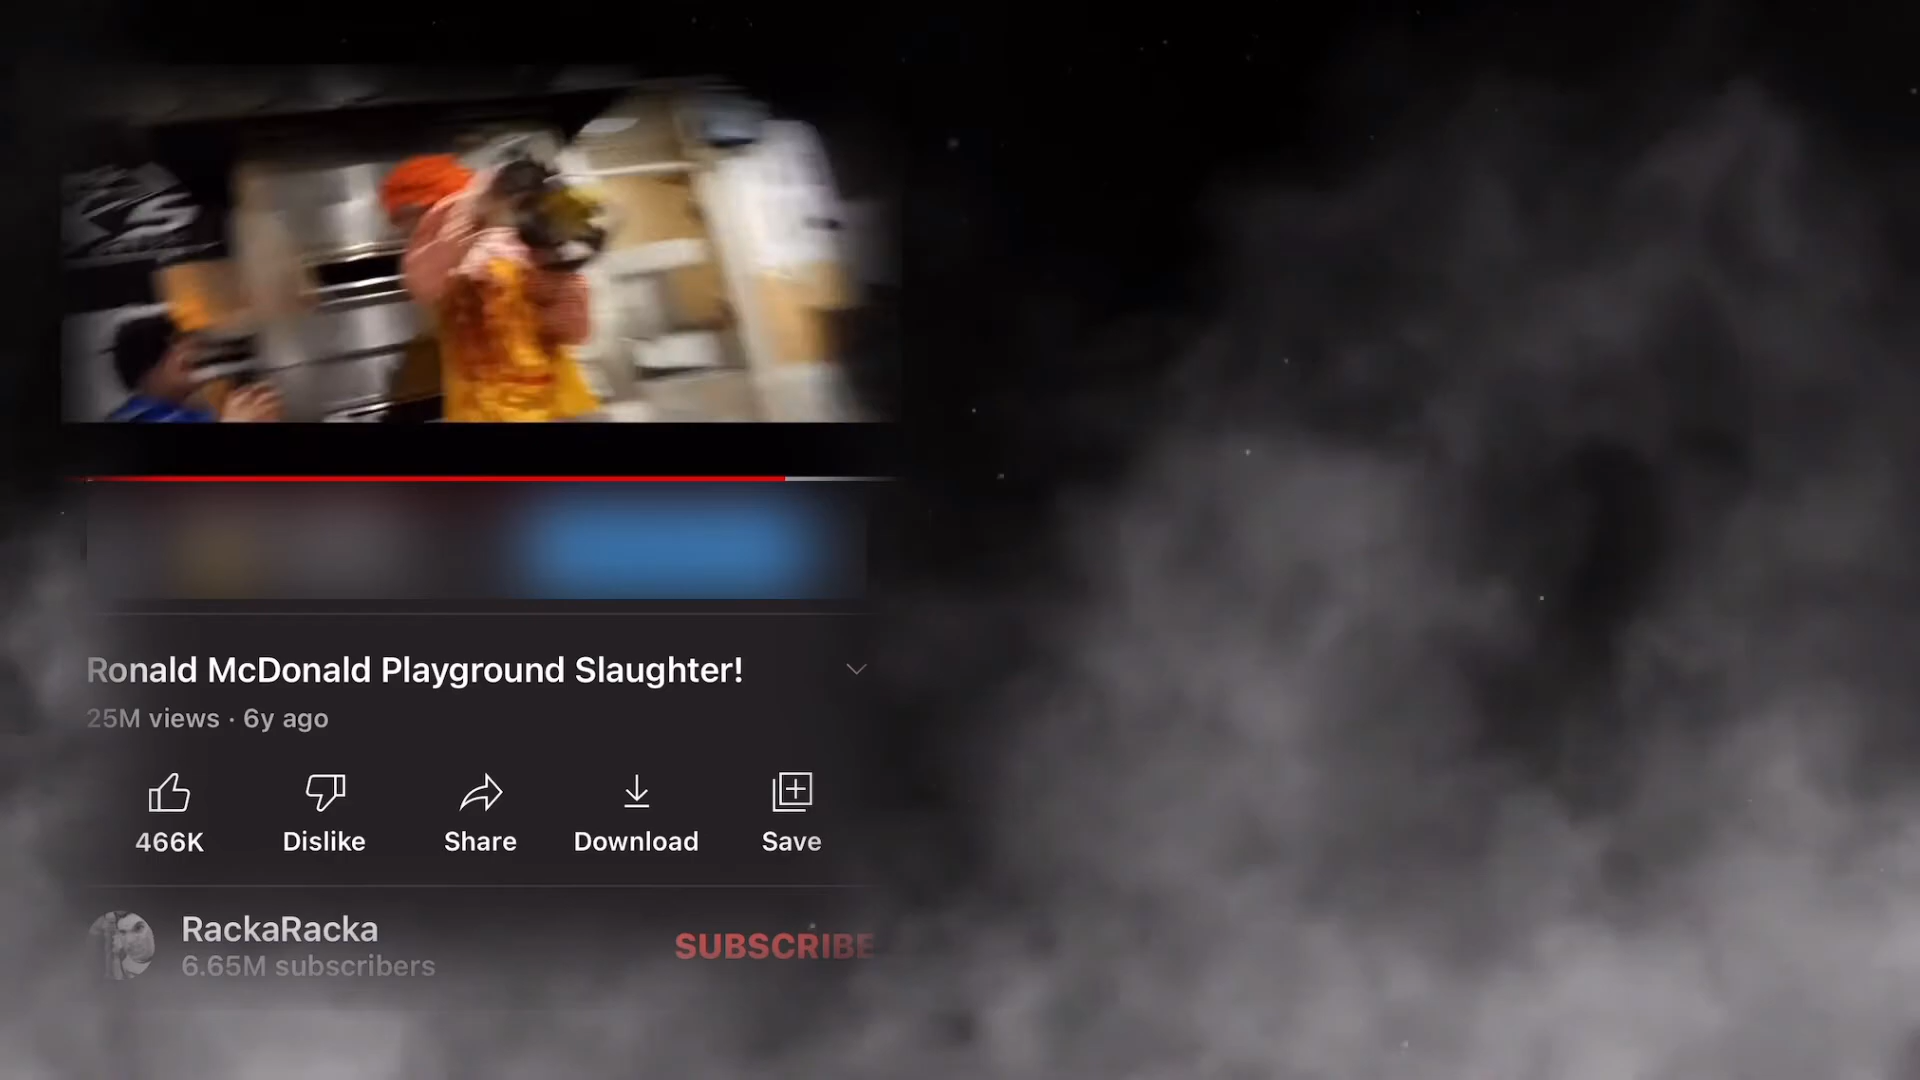 Ronald McDonald Playground Slaughter!
25M views · 6y ago
466K
Dislike
Share
Download
Save
RackaRacka
6.65M subscribers
SUBSCRIBE